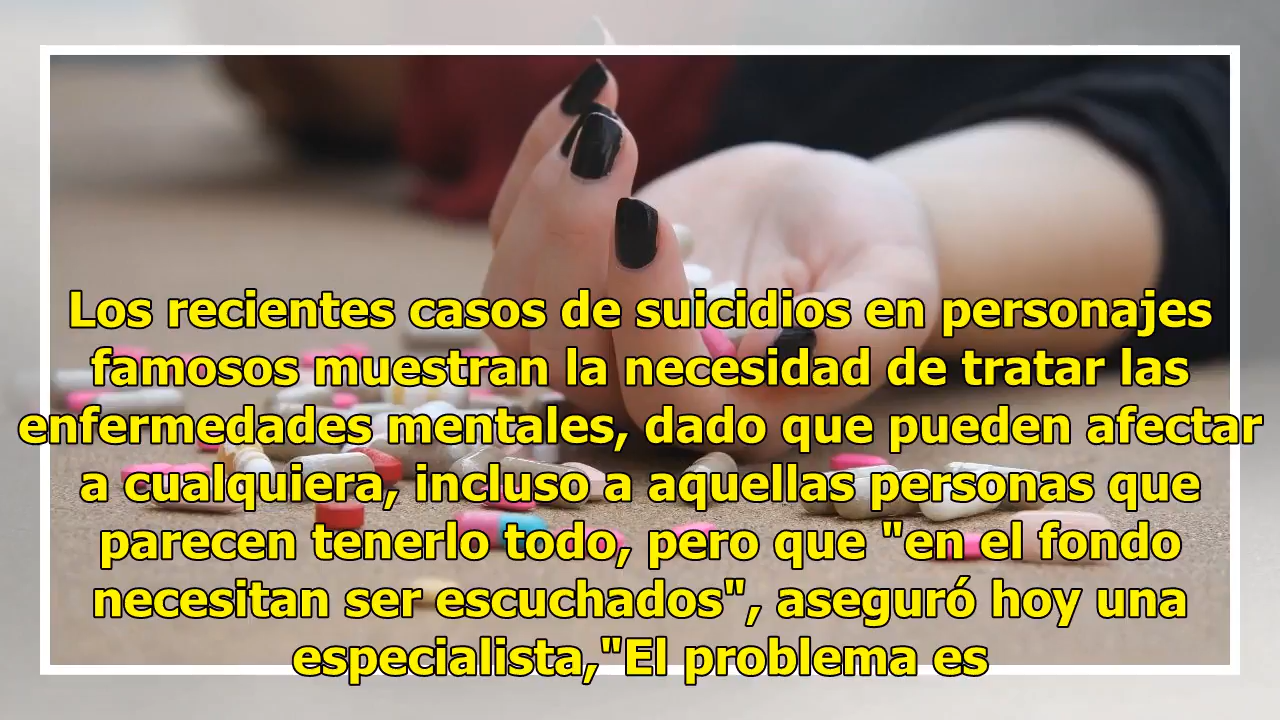 Los recientes casos de suicidios en personajes
famosos muestran la necesidad de tratar las
enfermedades mentales, dado que pueden afectar
a cualquiera, incluso a aquellas personas que
parecen tenerlo todo, pero que "en el fondo
necesitan ser escuchados", aseguró hoy una
especialista,"El problema es